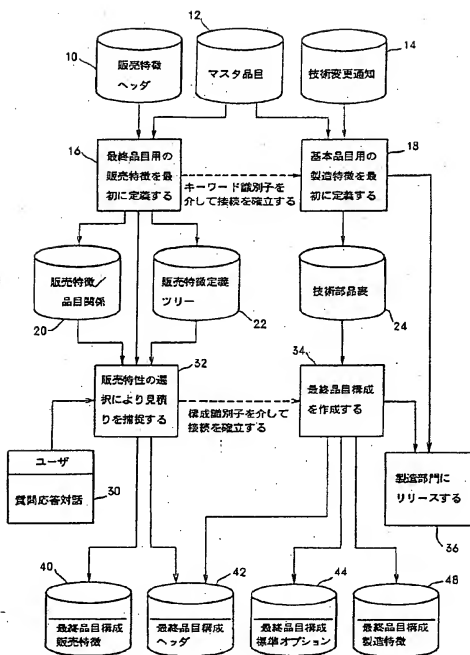 12
10
14
販売特徴
ヘッダ
マスタ品目
技術変更通知
16
最終品目用の
販売特徴を最
初に定義する
キーワード識別子を
介して接続を確立する
基本品目用の
製造特徴を最
初に定義する
18
販売特徴/
品目関係
20
販売特徴定義
ツリー
22
技術部品表
24
32
販売特性の選
択により見積
りを捕捉する
構成識別子を介して
接続を確立する
34
最終品目構成
を作成する
ユーザ
質問応答対話
30
製造部門に
リリースする
36
40
最終品目構成
販売特徴
42
最終品目構成
ヘッダ
44
最終品目構成
標準オプション
48
最終品目構成
製造特徴